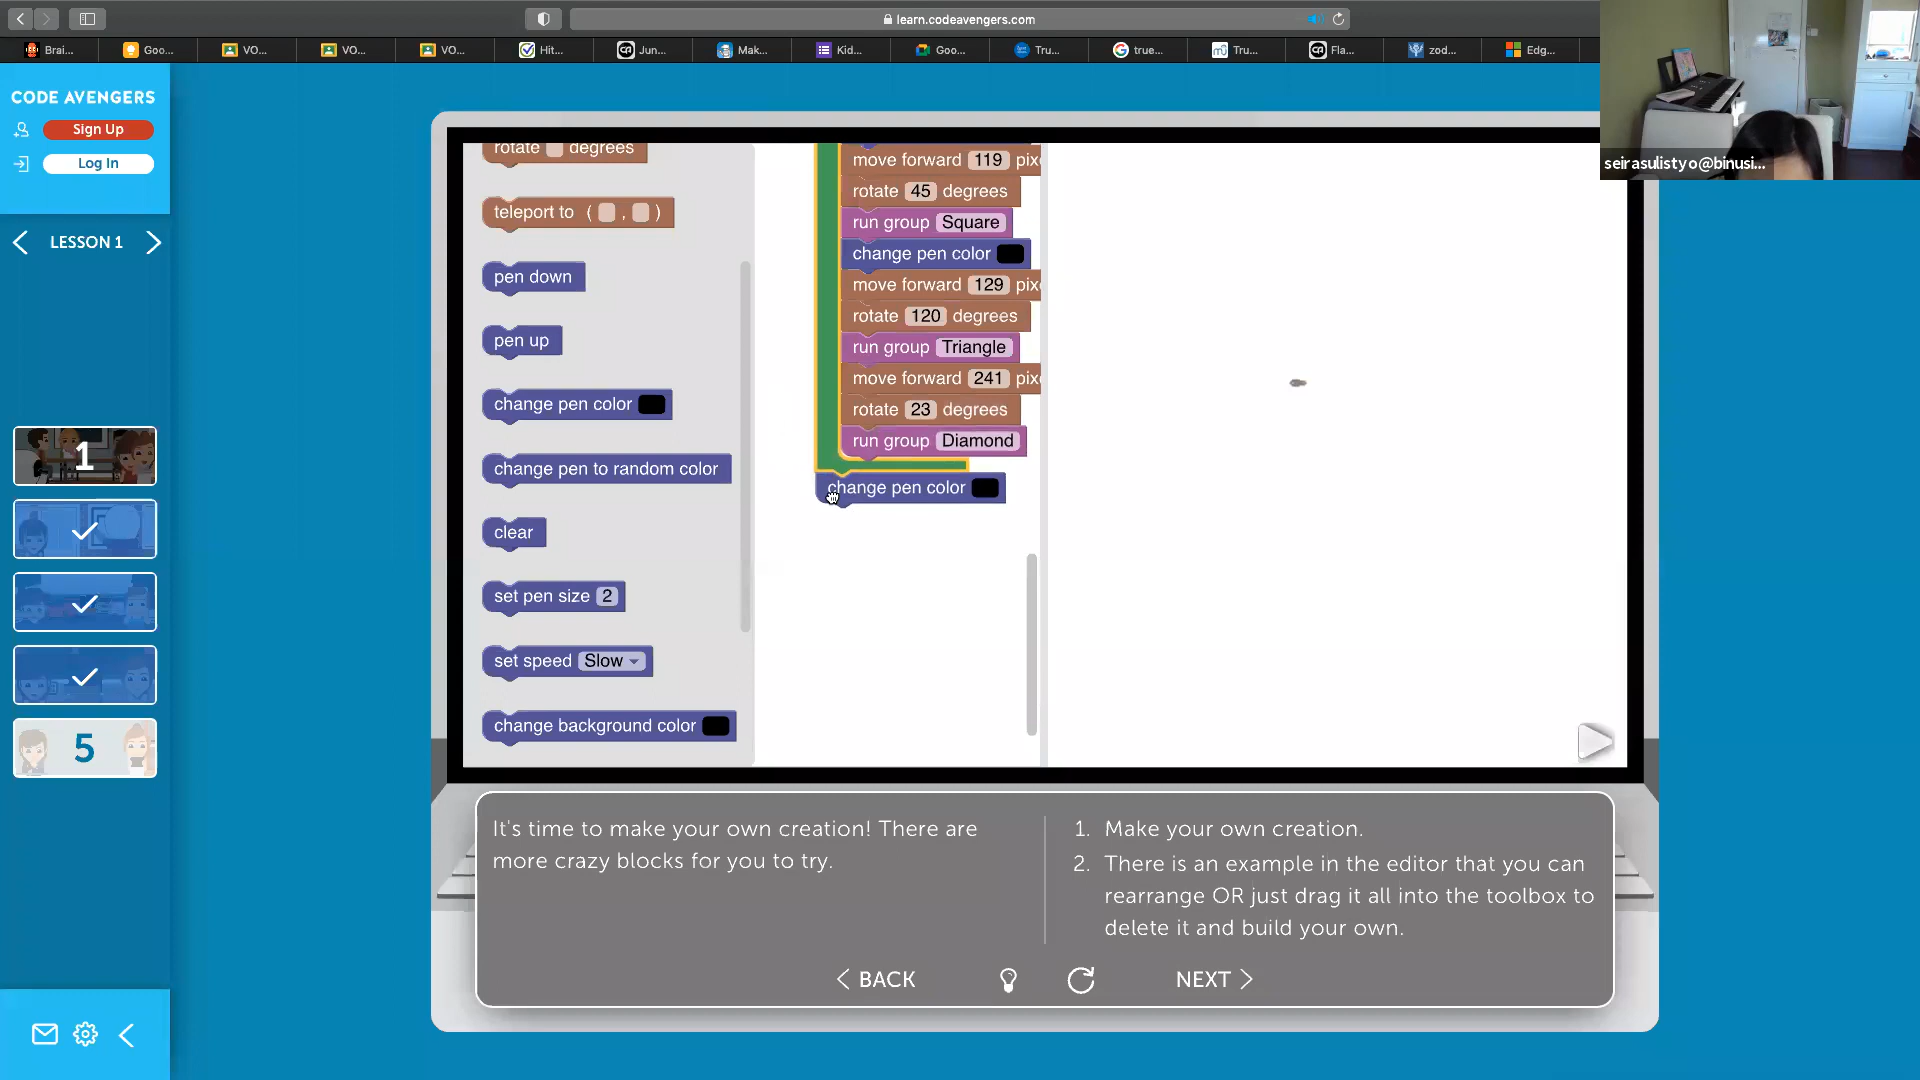 learn.codeavengers.com
Brai...
Goo...
VO...
VO...
VO...
Hit...
Jun...
Mak...
Kid...
Goo...
Tru...
true...
Tru...
Fla...
zod...
Edg...
seirasulistyo@binusi...
CODE AVENGERS
Sign Up
Log In
LESSON 1
1
5
rotate degrees
teleport to ( , )
pen down
pen up
change pen color
change pen to random color
clear
set pen size 2
set speed Slow
change background color
move forward 119 pix
rotate 45 degrees
run group Square
change pen color
move forward 129 pix
rotate 120 degrees
run group Triangle
move forward 241 pix
rotate 23 degrees
run group Diamond
change pen color
It's time to make your own creation! There are
more crazy blocks for you to try.
1. Make your own creation.
2. There is an example in the editor that you can
rearrange OR just drag it all into the toolbox to
delete it and build your own.
BACK
NEXT